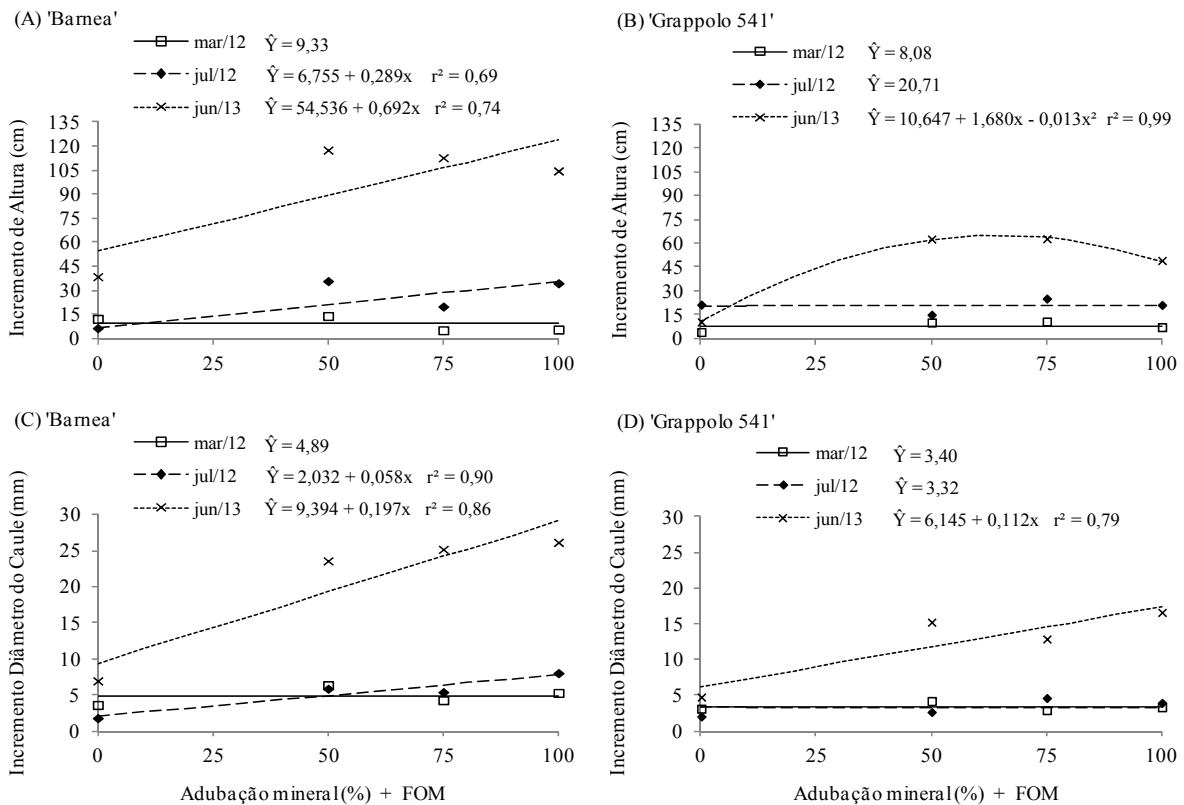 (A) 'Barnea'
mar/12 Ŷ = 9,33
jul/12 Ŷ = 6,755 + 0,289x r² = 0,69
jun/13 Ŷ = 54,536 + 0,692x r² = 0,74
Incremento de Altura (cm)
135
120
105
90
75
60
45
30
15
0
0 25 50 75 100
(B) 'Grappolo 541'
mar/12 Ŷ = 8,08
jul/12 Ŷ = 20,71
jun/13 Ŷ = 10,647 + 1,680x - 0,013x² r² = 0,99
Incremento de Altura (cm)
135
120
105
90
75
60
45
30
15
0
0 25 50 75 100
(C) 'Barnea'
mar/12 Ŷ = 4,89
jul/12 Ŷ = 2,032 + 0,058x r² = 0,90
jun/13 Ŷ = 9,394 + 0,197x r² = 0,86
Incremento Diâmetro do Caule (mm)
30
25
20
15
10
5
0
0 25 50 75 100
Adubação mineral (%) + FOM
(D) 'Grappolo 541'
mar/12 Ŷ = 3,40
jul/12 Ŷ = 3,32
jun/13 Ŷ = 6,145 + 0,112x r² = 0,79
Incremento Diâmetro do Caule (mm)
30
25
20
15
10
5
0
0 25 50 75 100
Adubação mineral (%) + FOM